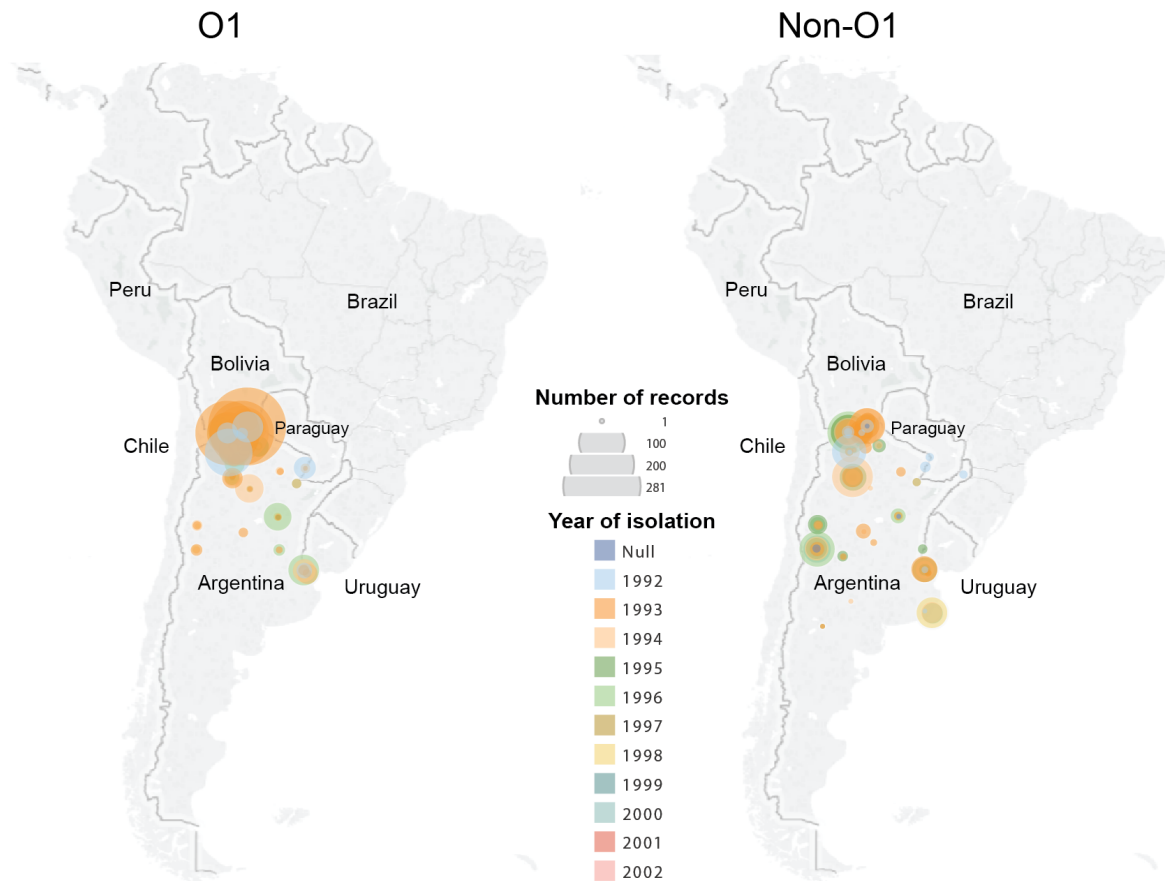 O1
Non-O1
Peru
Brazil
Bolivia
Paraguay
Chile
Argentina
Uruguay
Number of records
1
100
200
281
Year of isolation
Null
1992
1993
1994
1995
1996
1997
1998
1999
2000
2001
2002
Peru
Brazil
Bolivia
Paraguay
Chile
Argentina
Uruguay